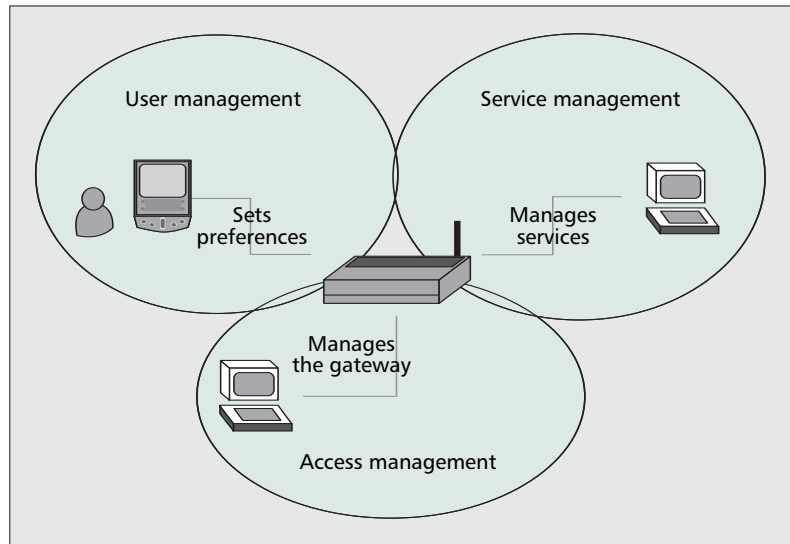 User management
Service management
Sets
preferences
Manages
services
Manages
the gateway
Access management